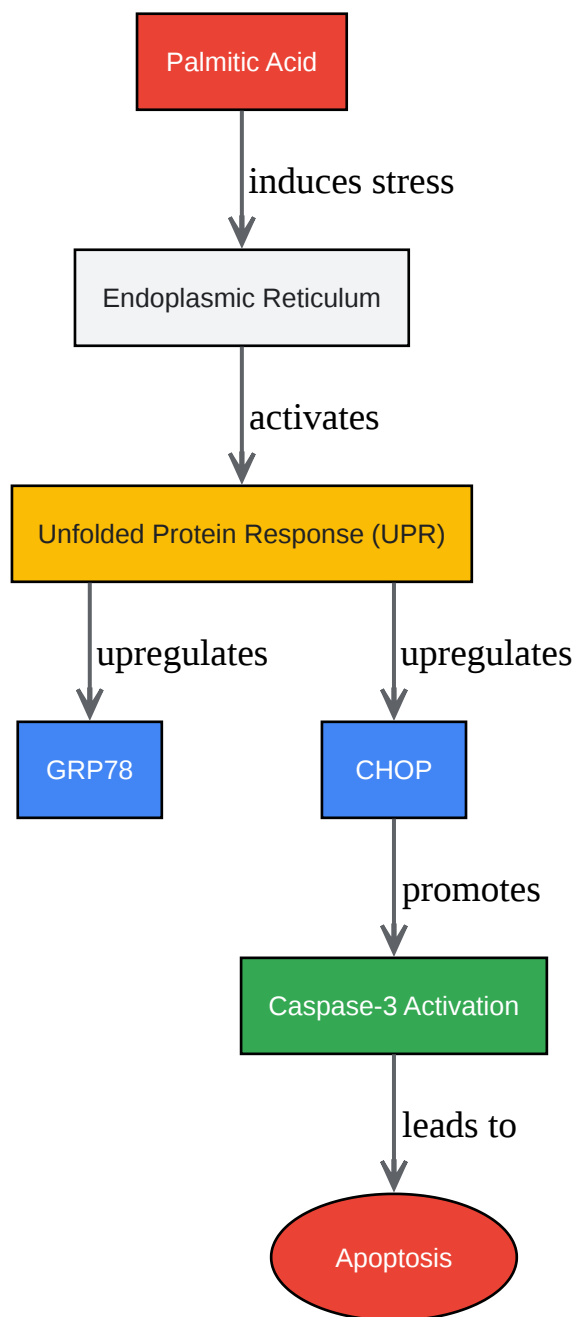 Palmitic Acid
induces stress
Endoplasmic Reticulum
activates
Unfolded Protein Response (UPR)
upregulates
upregulates
GRP78
CHOP
promotes
Caspase-3 Activation
leads to
Apoptosis